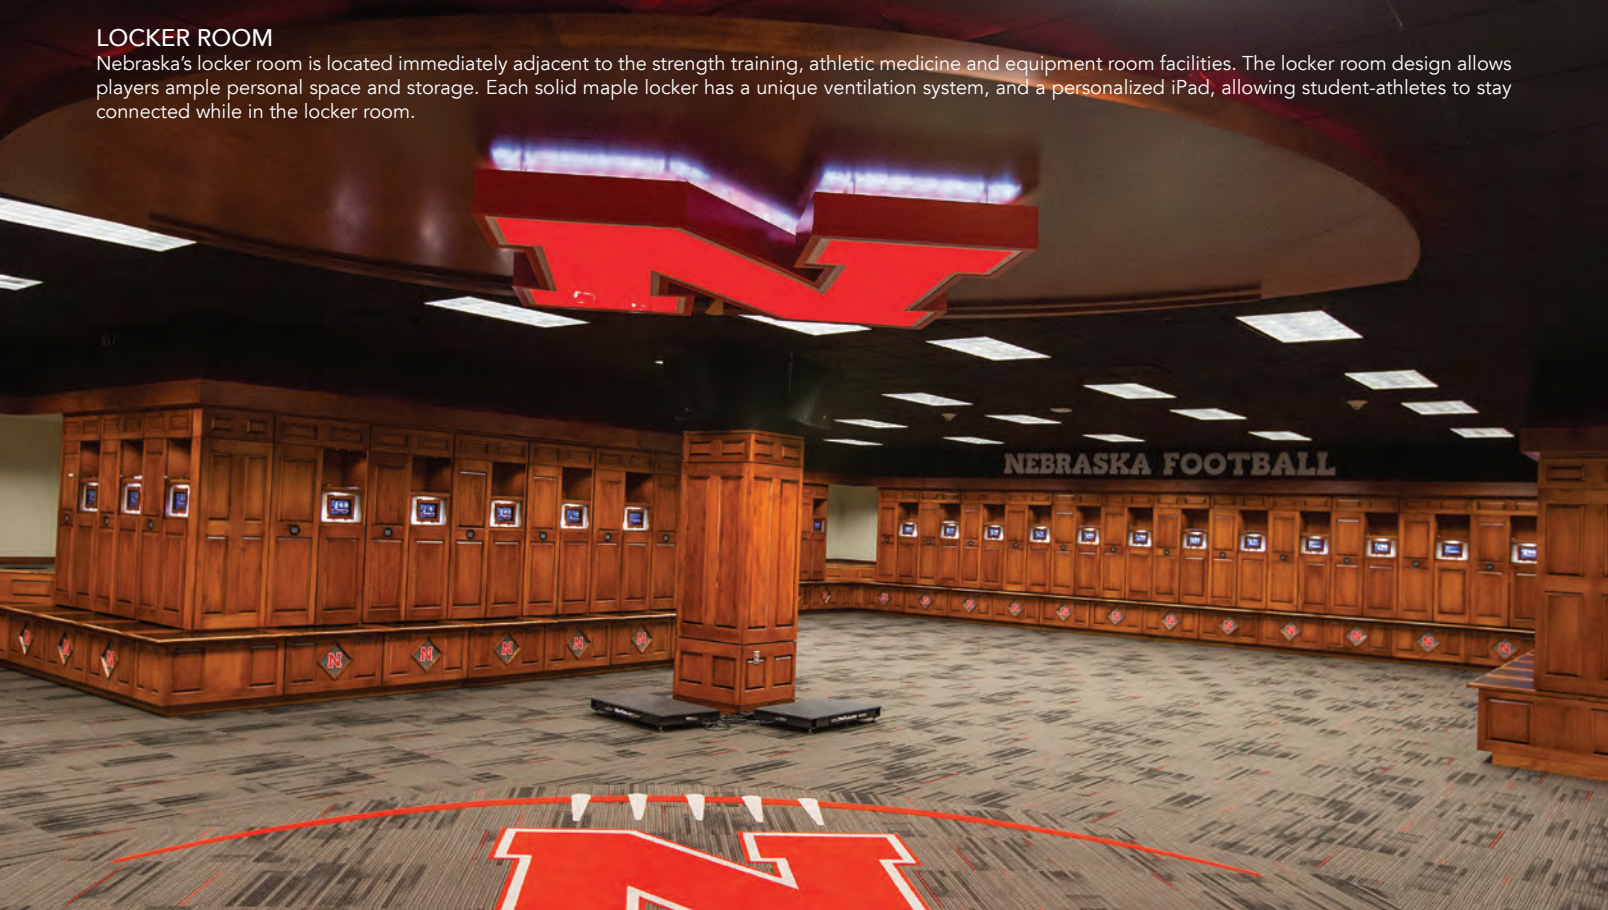 LOCKER ROOM
Nebraska’s locker room is located immediately adjacent to the strength training, athletic medicine and equipment room facilities. The locker room design allows
players ample personal space and storage. Each solid maple locker has a unique ventilation system, and a personalized iPad, allowing student-athletes to stay
connected while in the locker room.
N
NEBRASKA FOOTBALL
N N N N N
N N N N N N N N N N N N
N